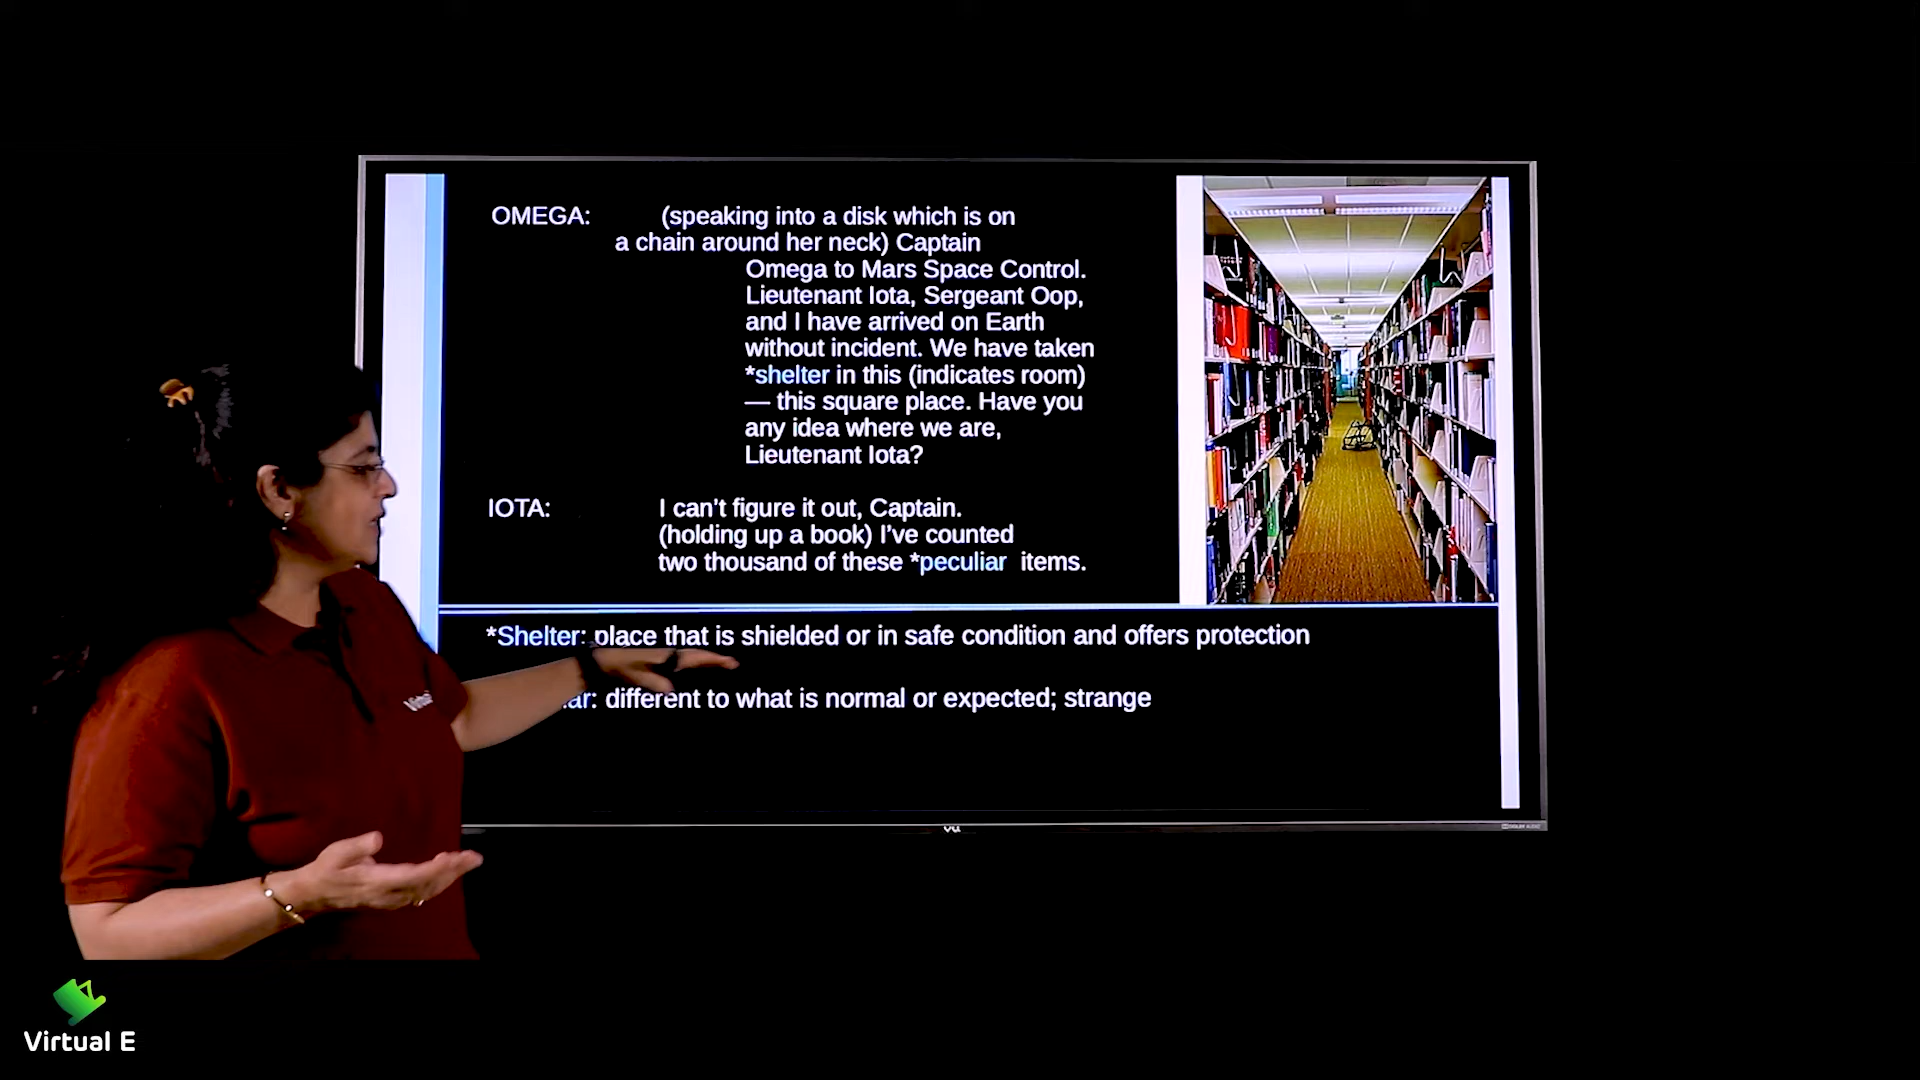 OMEGA: (speaking into a disk which is on
a chain around her neck) Captain
Omega to Mars Space Control.
Lieutenant Iota, Sergeant Oop,
and I have arrived on Earth
without incident. We have taken
*shelter in this (indicates room)
— this square place. Have you
any idea where we are,
Lieutenant Iota?
IOTA: I can't figure it out, Captain.
(holding up a book) I've counted
two thousand of these *peculiar items.
*Shelter: place that is shielded or in safe condition and offers protection
different to what is normal or expected; strange
Virtual E